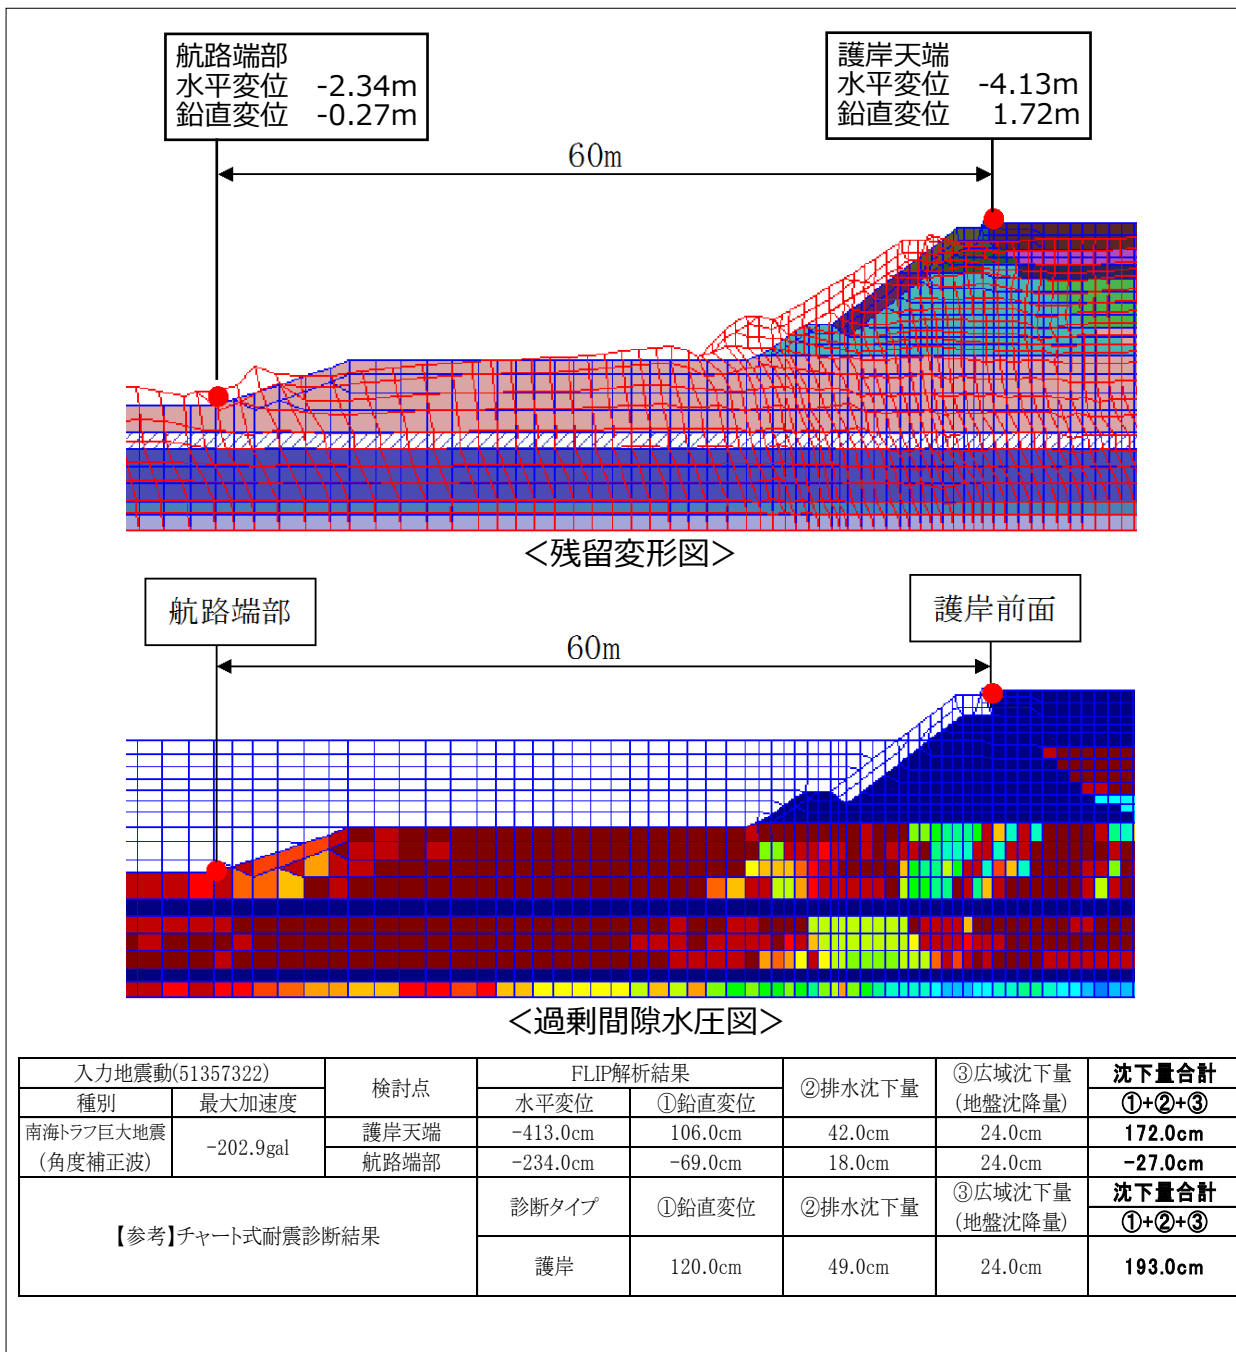 航路端部
水平変位 -2.34m
鉛直変位 -0.27m
護岸天端
水平変位 -4.13m
鉛直変位 1.72m
60m
＜残留変形図＞
航路端部
護岸前面
60m
＜過剰間隙水圧図＞
入力地震動(51357322) 検討点 FLIP解析結果 ②排水沈下量 ③広域沈下量 (地盤沈降量) 沈下量合計
種別 最大加速度 水平変位 ①鉛直変位 ①+②+③
南海トラフ巨大地震 (角度補正波) -202.9gal 護岸天端 -413.0cm 106.0cm 42.0cm 24.0cm 172.0cm
航路端部 -234.0cm -69.0cm 18.0cm 24.0cm -27.0cm
【参考】チャート式耐震診断結果 診断タイプ ①鉛直変位 ②排水沈下量 ③広域沈下量 (地盤沈降量) 沈下量合計
①+②+③
護岸 120.0cm 49.0cm 24.0cm 193.0cm